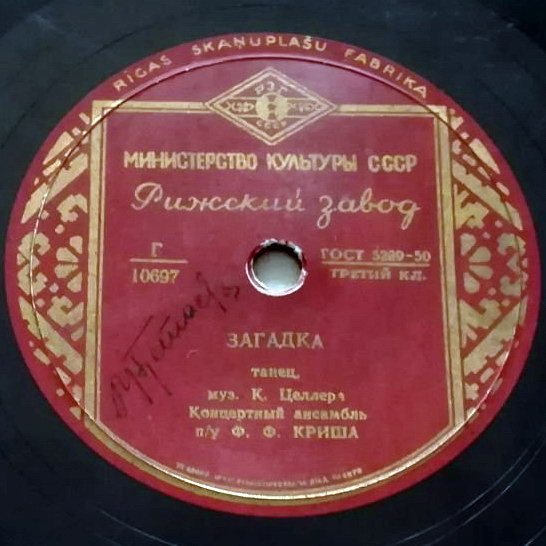 RĪGAS SKAŅUPLAŠU FABRIKA
МИНИСТЕРСТВО КУЛЬТУРЫ СССР
Рижский завод
Г
10697
ГОСТ 5289-50
ТРЕТИЙ КЛ.
ЗАГАДКА
танец,
муз. К. Целлера
Концертный ансамбль
п/у Ф. Ф. КРИША